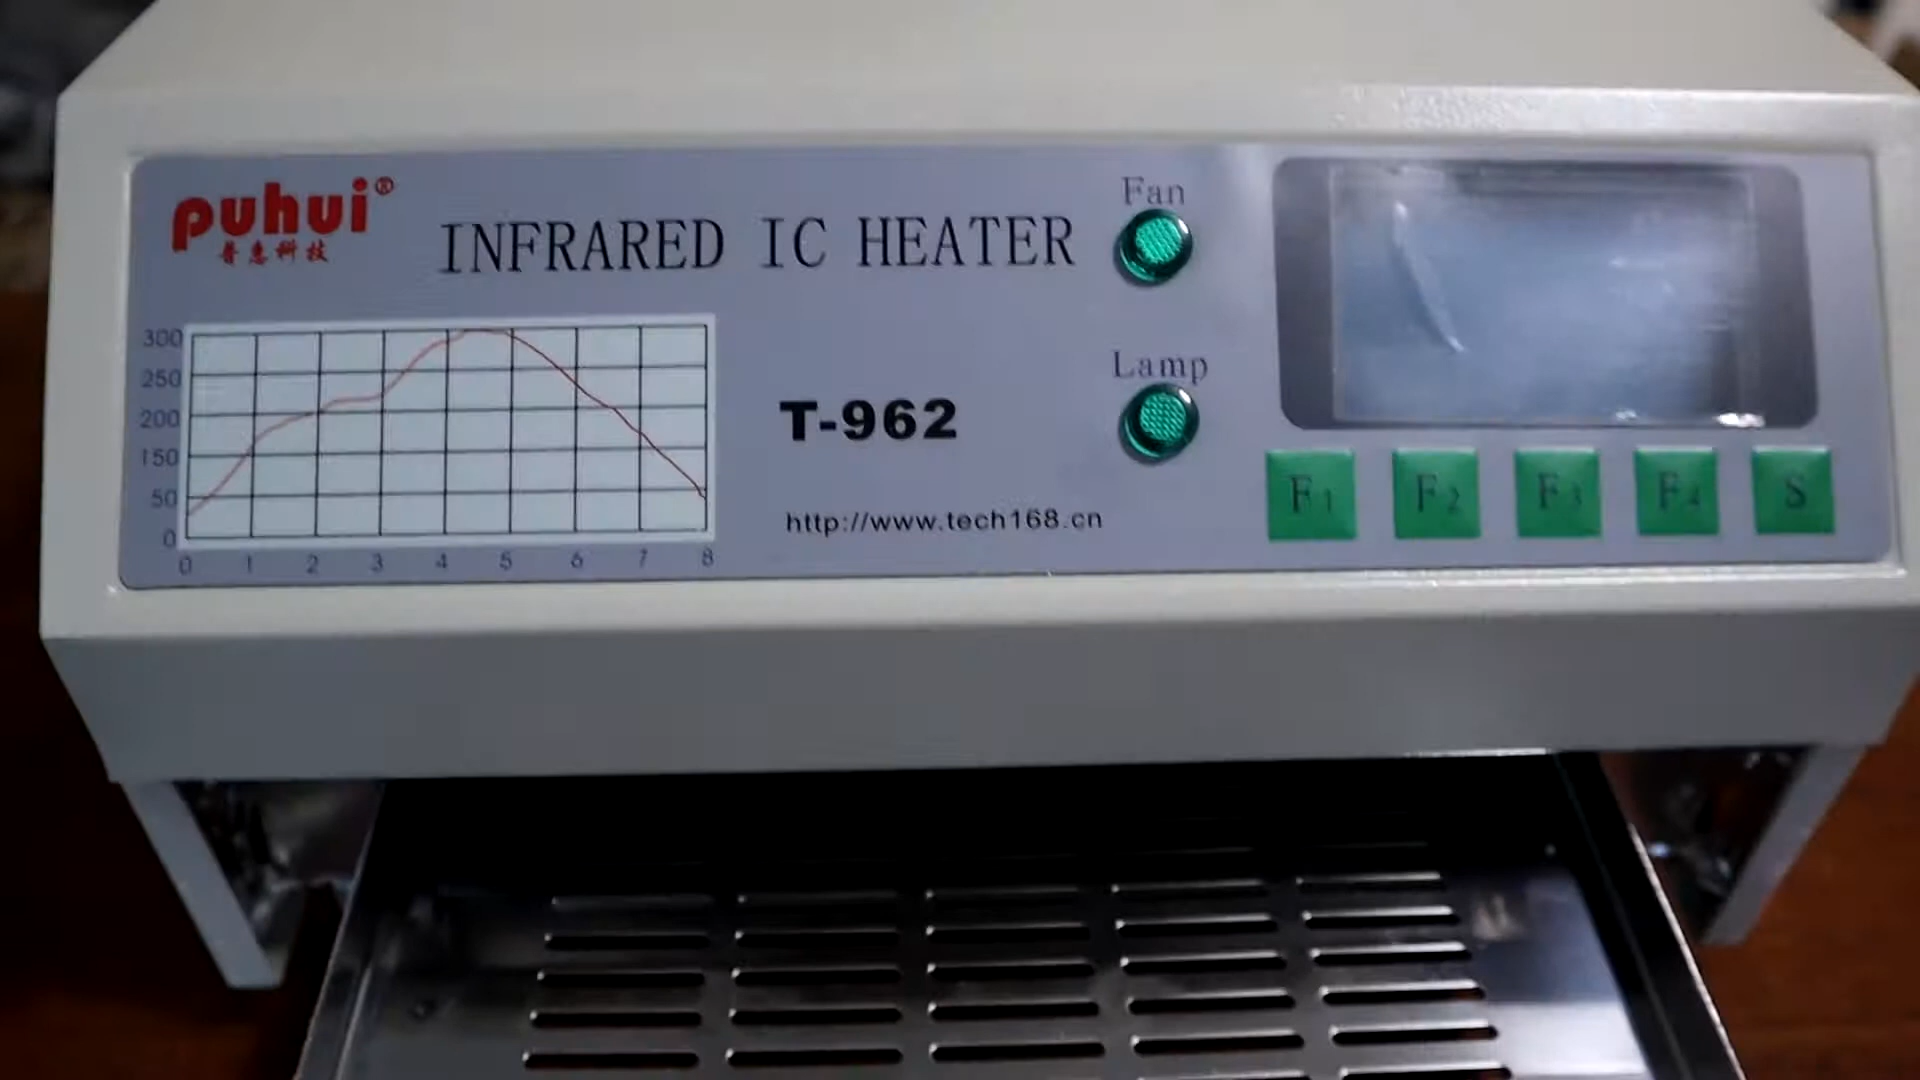 puhui®
普惠科技
INFRARED IC HEATER
Fan
Lamp
T-962
http://www.tech168.cn
300
250
200
150
50
0
0 1 2 3 4 5 6 7 8
F1 F2 F3 F4 S